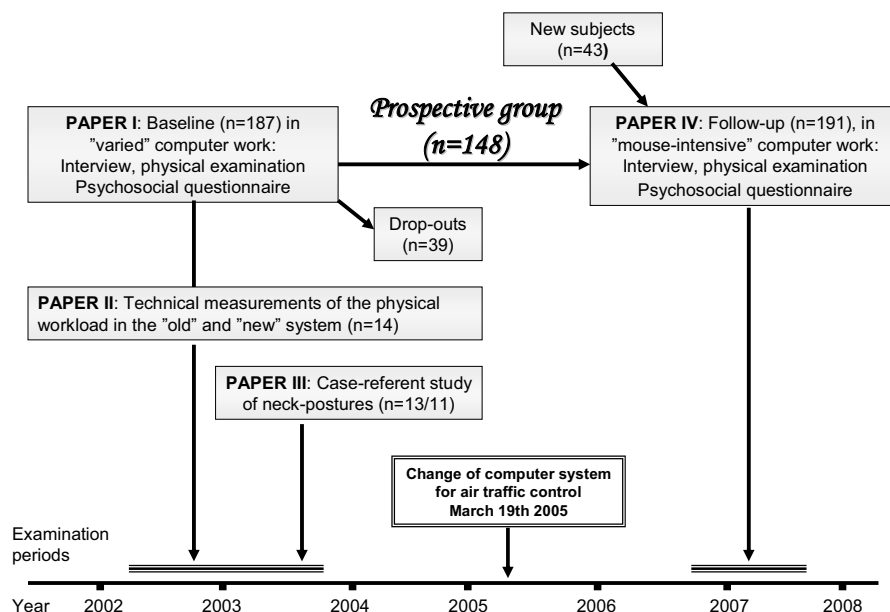 New subjects
(n=43)
PAPER I: Baseline (n=187) in
”varied” computer work:
Interview, physical examination
Psychosocial questionnaire
Prospective group
(n=148)
PAPER IV: Follow-up (n=191), in
”mouse-intensive” computer work:
Interview, physical examination
Psychosocial questionnaire
Drop-outs
(n=39)
PAPER II: Technical measurements of the physical
workload in the ”old” and ”new” system (n=14)
PAPER III: Case-referent study
of neck-postures (n=13/11)
Change of computer system
for air traffic control
March 19th 2005
Examination
periods
Year 2002 2003 2004 2005 2006 2007 2008